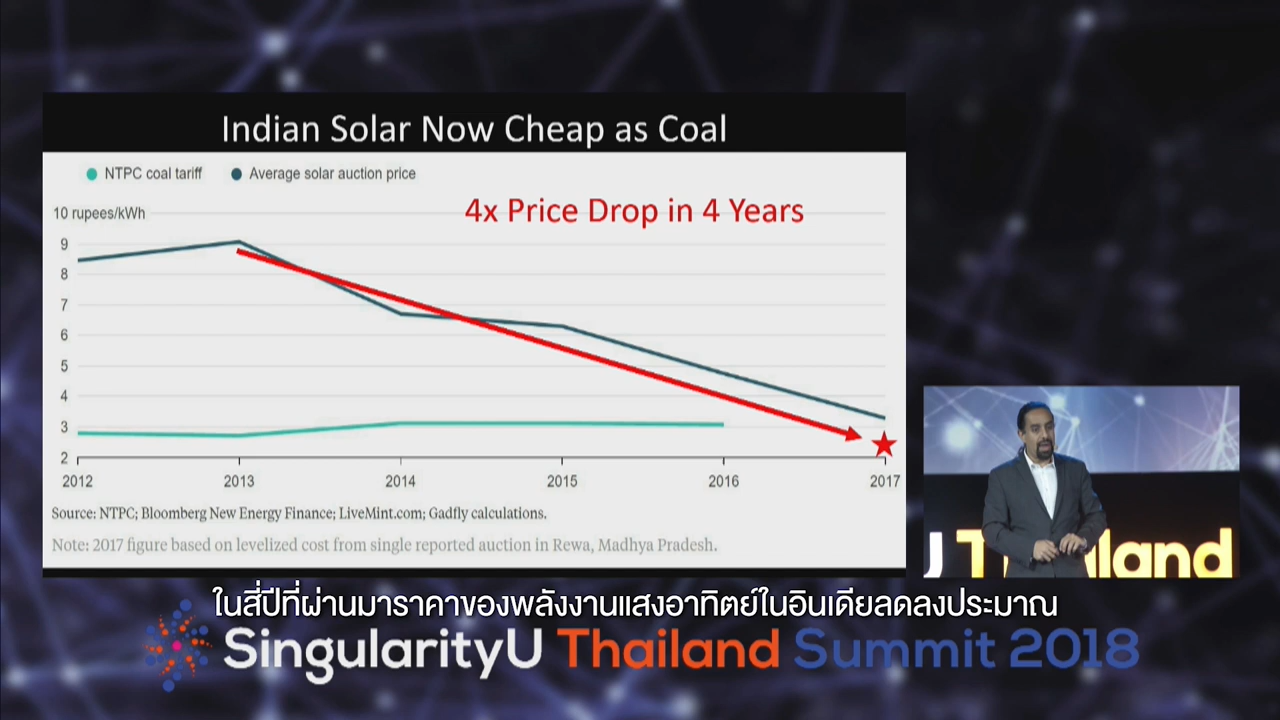 Indian Solar Now Cheap as Coal
NTPC coal tariff Average solar auction price
4x Price Drop in 4 Years
10 rupees/kWh
9
8
7
6
5
4
3
2
2012 2013 2014 2015 2016 2017
Source: NTPC; Bloomberg New Energy Finance; LiveMint.com; Gadfly calculations.
Note: 2017 figure based on levelized cost from single reported auction in Rewa, Madhya Pradesh.
U Thailand
ในสี่ปีที่ผ่านมาราคาของพลังงานแสงอาทิตย์ในอินเดียลดลงประมาณ
SingularityU Thailand Summit 2018